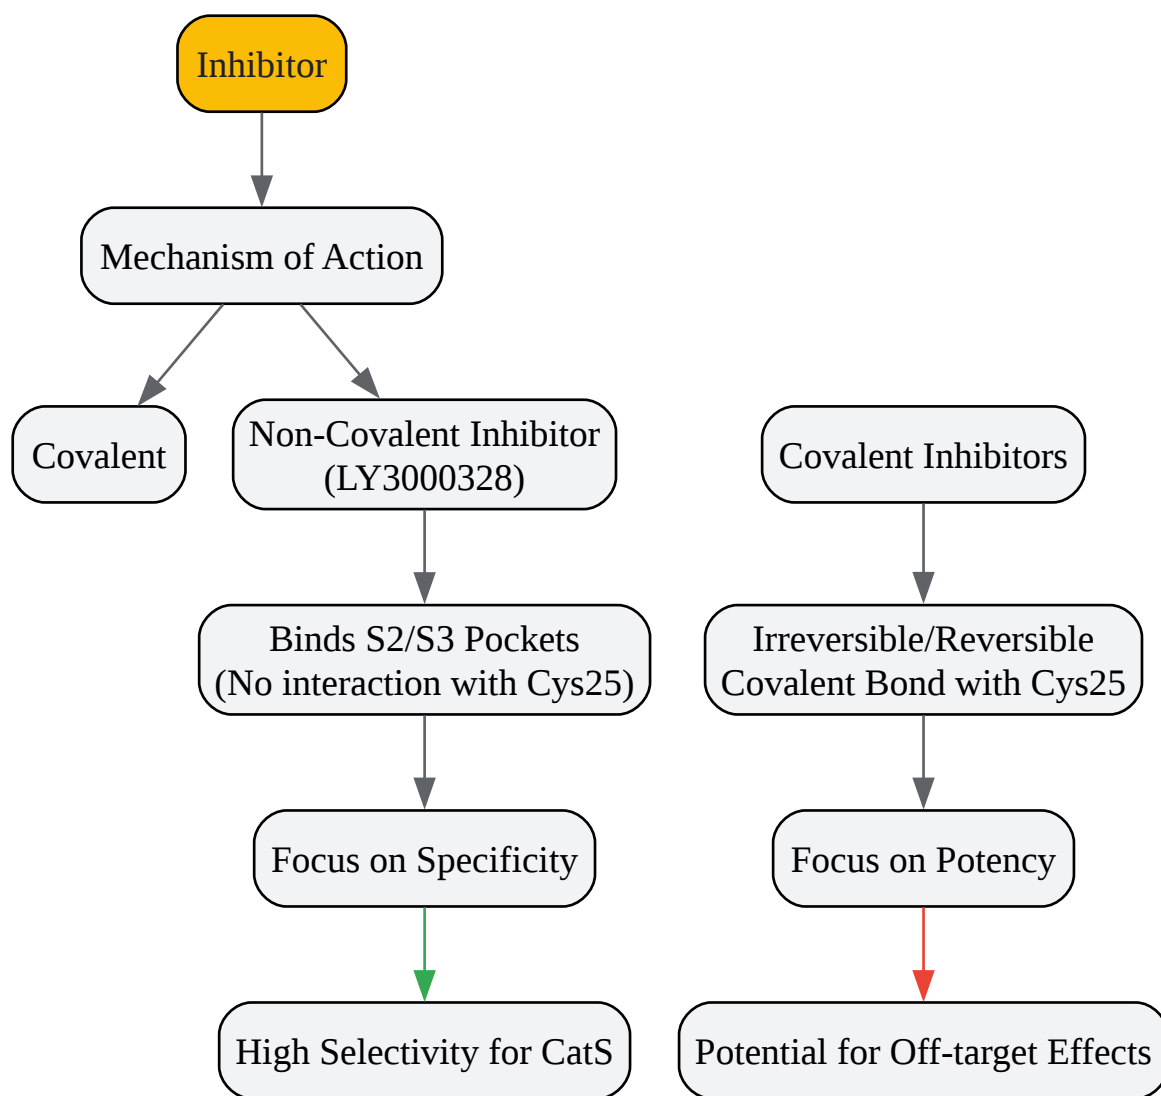 Inhibitor
Mechanism of Action
Covalent
Non-Covalent Inhibitor
(LY3000328)
Covalent Inhibitors
Binds S2/S3 Pockets
(No interaction with Cys25)
Irreversible/Reversible
Covalent Bond with Cys25
Focus on Specificity
Focus on Potency
High Selectivity for CatS
Potential for Off-target Effects